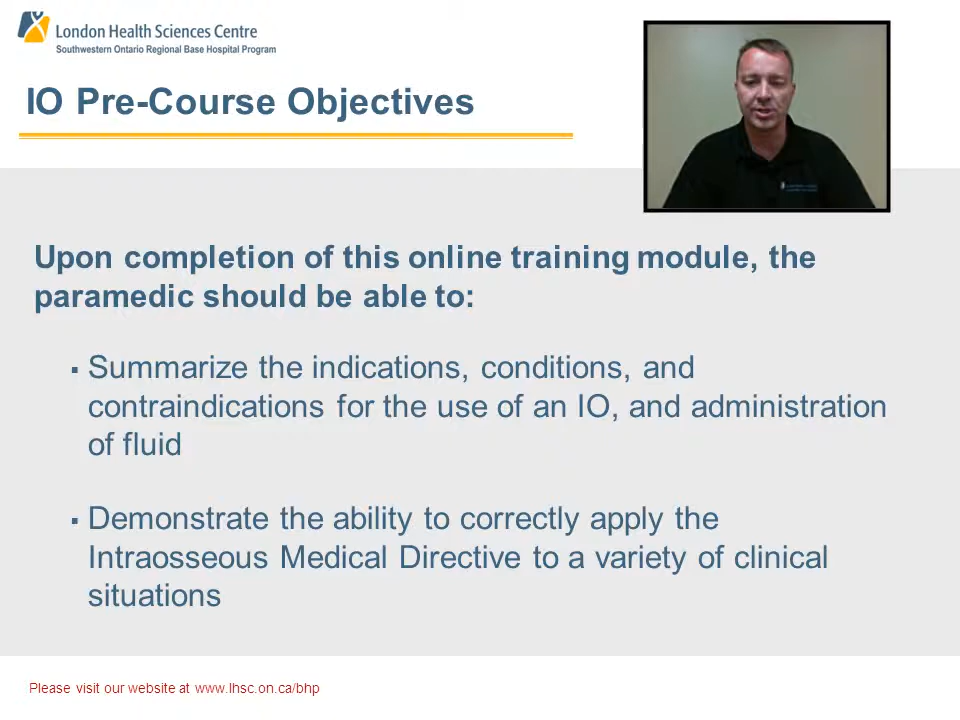 London Health Sciences Centre
Southwestern Ontario Regional Base Hospital Program
IO Pre-Course Objectives
Upon completion of this online training module, the
paramedic should be able to:
▪ Summarize the indications, conditions, and
contraindications for the use of an IO, and administration
of fluid
▪ Demonstrate the ability to correctly apply the
Intraosseous Medical Directive to a variety of clinical
situations
Please visit our website at www.lhsc.on.ca/bhp